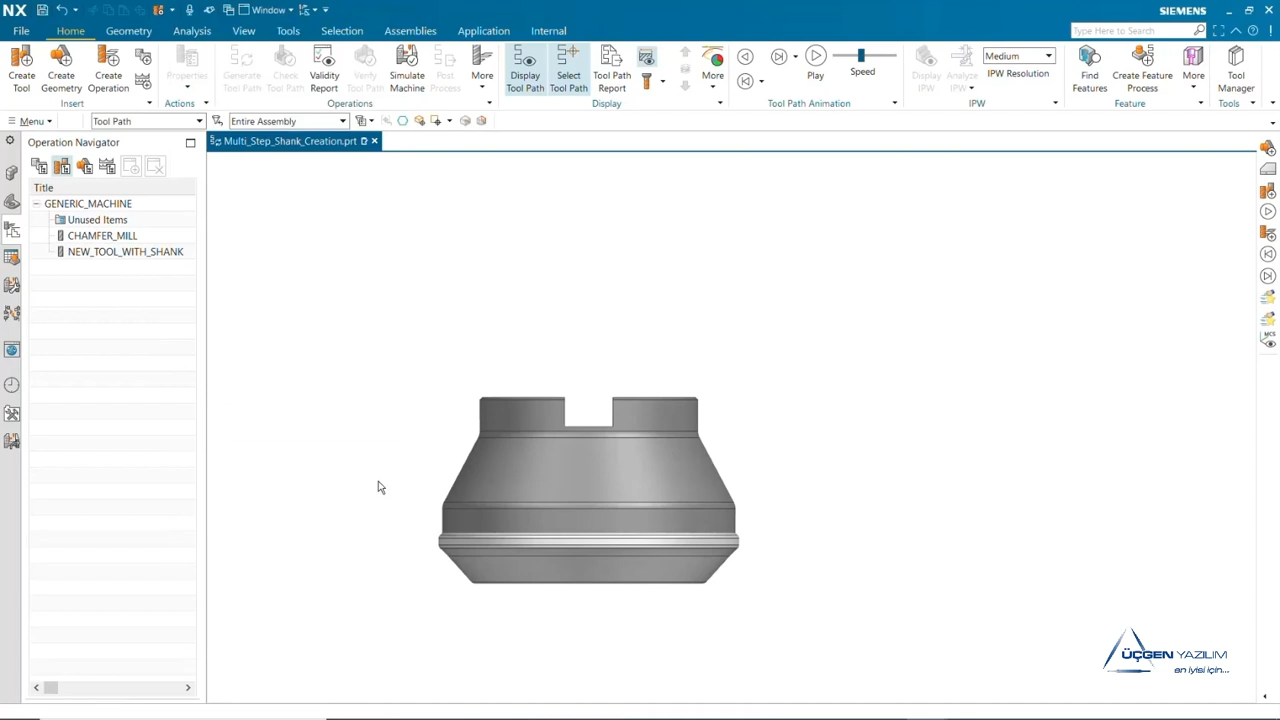 NX
Window
SIEMENS
File Home Geometry Analysis View Tools Selection Assemblies Application Internal
Type Here to Search
Create Tool
Create Geometry
Create Operation
Properties
Generate Tool Path
Check Tool Path
Validity Report
Verify Tool Path
Simulate Machine
Post Process
More
Display Tool Path
Select Tool Path
Tool Path Report
More
Play
Speed
Display IPW
Analyze IPW
Medium
IPW Resolution
Find Features
Create Feature Process
More
Tool Manager
Insert Actions Operations Display Tool Path Animation IPW Feature Tools
Menu Tool Path Entire Assembly
Operation Navigator
Multi_Step_Shank_Creation.prt
Title
GENERIC_MACHINE
Unused Items
CHAMFER_MILL
NEW_TOOL_WITH_SHANK
MCS
ÜÇGEN YAZILIM
en iyisi için...